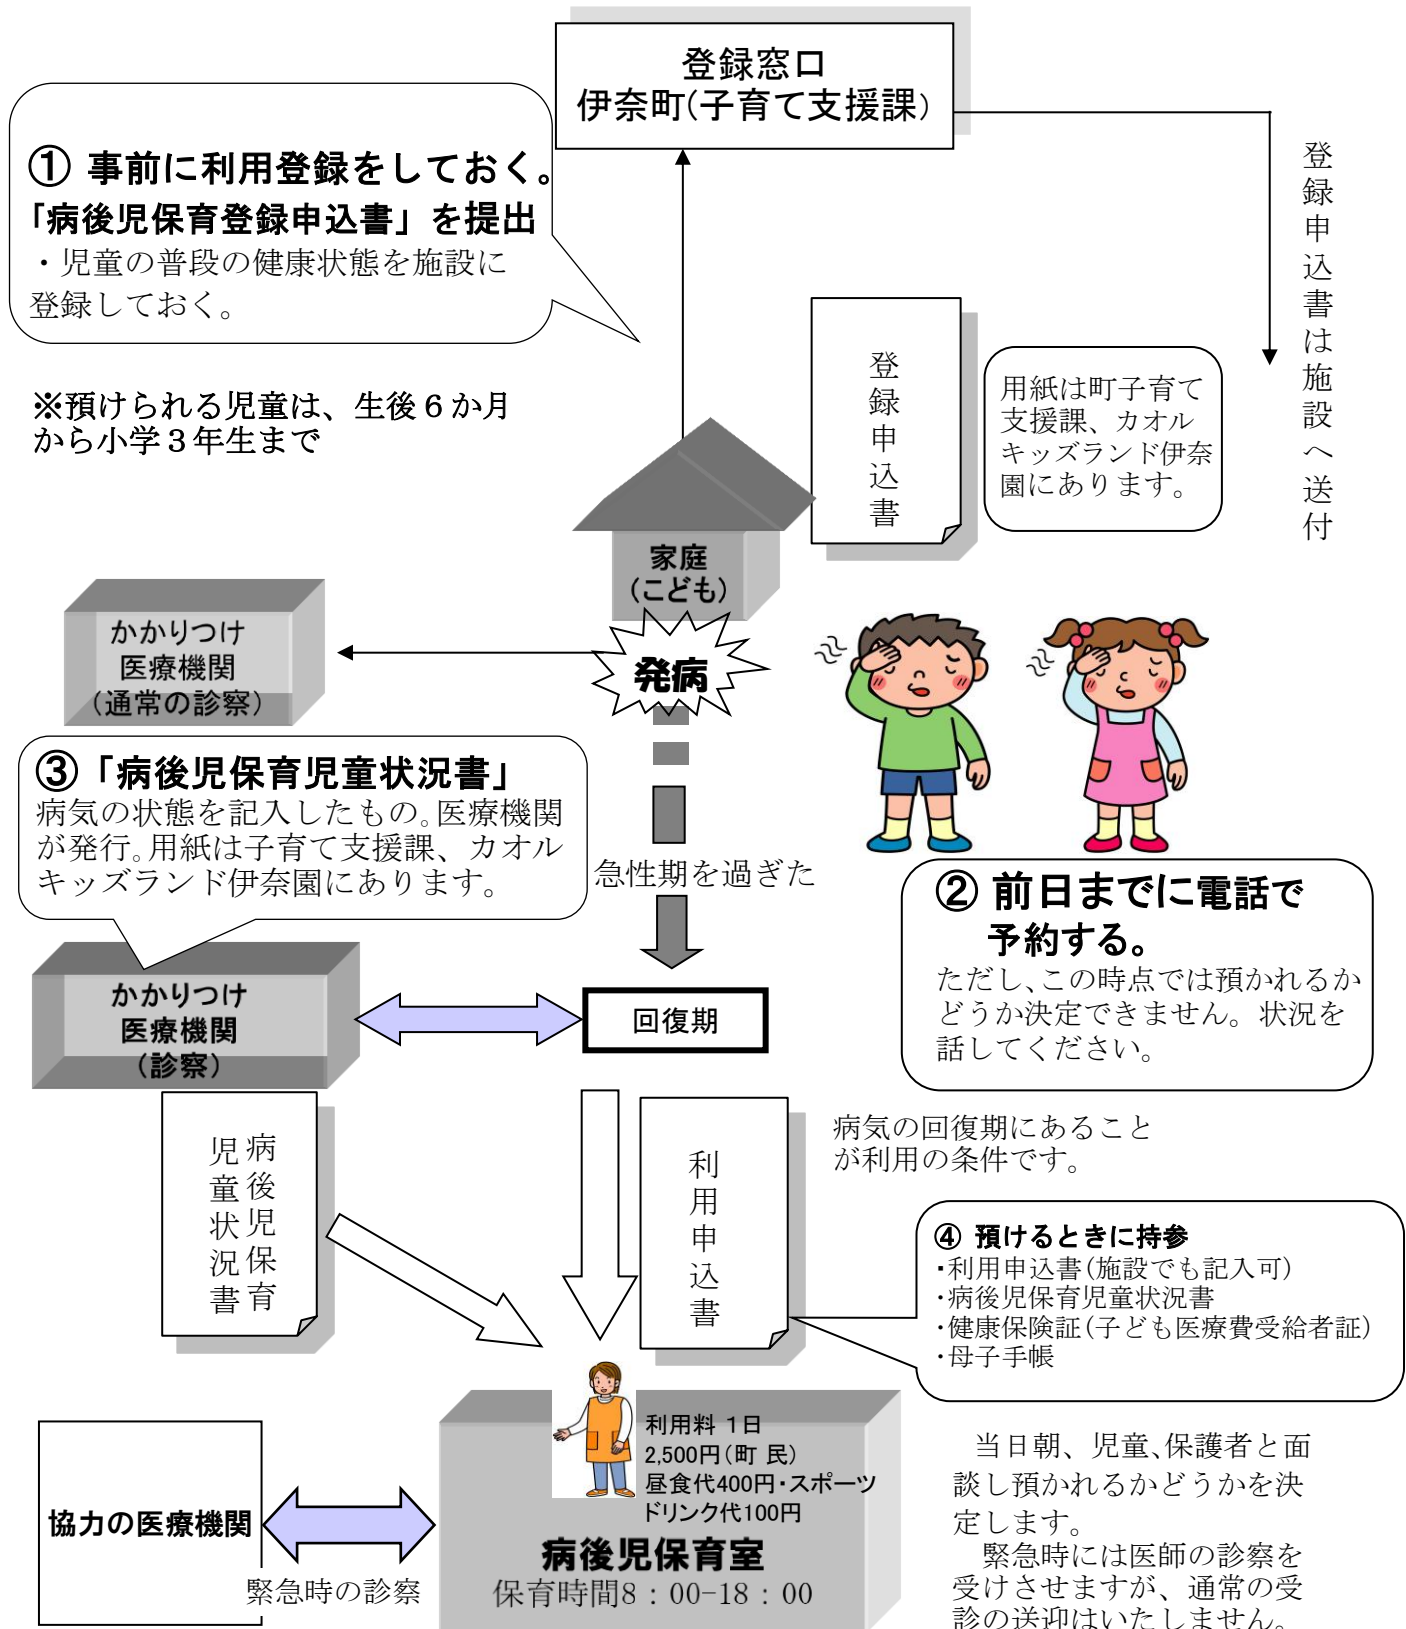 登録窓口
伊奈町(子育て支援課)
① 事前に利用登録をしておく。
「病後児保育登録申込書」を提出
・児童の普段の健康状態を施設に
登録しておく。
登録申込書は施設へ送付
※預けられる児童は、生後６か月
から小学３年生まで
登録申込書
用紙は町子育て
支援課、カオル
キッズランド伊奈
園にあります。
家庭
(こども)
かかりつけ
医療機関
(通常の診察)
発病
③「病後児保育児童状況書」
病気の状態を記入したもの。医療機関
が発行。用紙は子育て支援課、カオル
キッズランド伊奈園にあります。
急性期を過ぎた
② 前日までに電話で
予約する。
ただし、この時点では預かれるか
どうか決定できません。状況を
話してください。
かかりつけ
医療機関
(診察)
回復期
病後児保育
児童状況書
利用申込書
病気の回復期にあること
が利用の条件です。
④ 預けるときに持参
・利用申込書(施設でも記入可)
・病後児保育児童状況書
・健康保険証(子ども医療費受給者証)
・母子手帳
利用料 １日
2,500円(町 民)
昼食代400円・スポーツ
ドリンク代100円
病後児保育室
保育時間8：00-18：00
協力の医療機関
緊急時の診察
当日朝、児童、保護者と面
談し預かれるかどうかを決
定します。
緊急時には医師の診察を
受けさせますが、通常の受
診の送迎はいたしません。